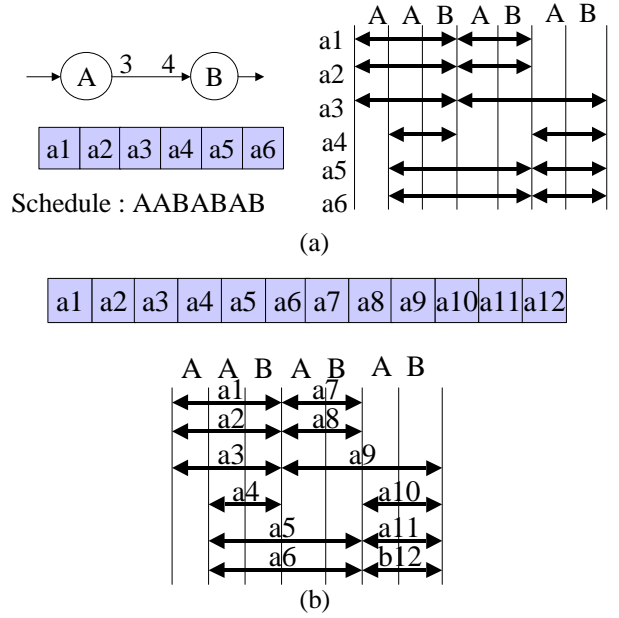 A 3 4 B
a1 a2 a3 a4 a5 a6
Schedule : AABABAB
A A B A B A B
a1
a2
a3
a4
a5
a6
(a)
a1 a2 a3 a4 a5 a6 a7 a8 a9 a10 a11 a12
A A B A B A B
a1 a7
a2 a8
a3 a9
a4 a10
a5 a11
a6 b12
(b)